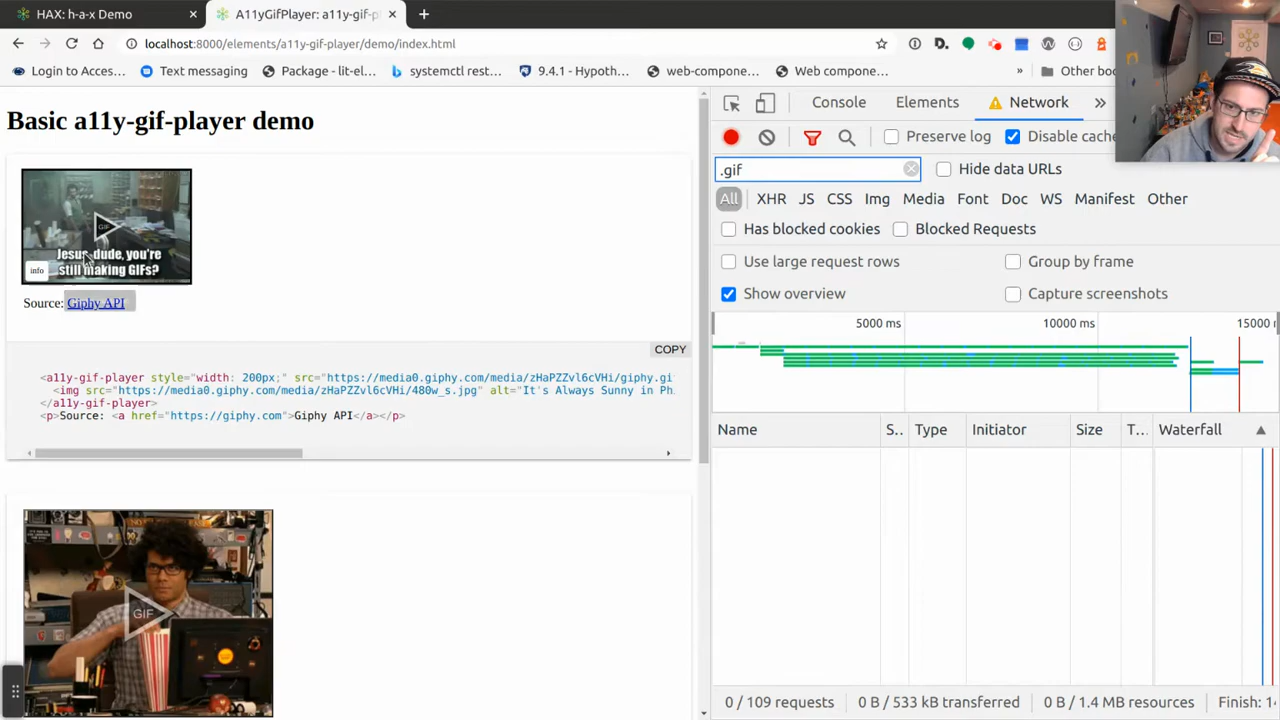 HAX: h-a-x Demo
A11yGifPlayer: a11y-gif-p
localhost:8000/elements/a11y-gif-player/demo/index.html
Login to Acces...
Text messaging
Package - lit-el...
systemctl rest...
9.4.1 - Hypoth...
web-component...
Web compone...
»
Other boo
Basic a11y-gif-player demo
GIF
Jesus, dude, you're
still making GIFs?
info
Source: Giphy API
COPY
<a11y-gif-player style="width: 200px;" src="https://media0.giphy.com/media/zHaPZZvl6cVHi/giphy.gi
<img src="https://media0.giphy.com/media/zHaPZZvl6cVHi/480w_s.jpg" alt="It's Always Sunny in Ph
</a11y-gif-player>
<p>Source: <a href="https://giphy.com">Giphy API</a></p>
GIF
Console
Elements
Network
»
Preserve log
Disable cache
.gif
Hide data URLs
All
XHR
JS
CSS
Img
Media
Font
Doc
WS
Manifest
Other
Has blocked cookies
Blocked Requests
Use large request rows
Group by frame
Show overview
Capture screenshots
5000 ms
10000 ms
15000
Name
S..
Type
Initiator
Size
T...
Waterfall
0 / 109 requests
0 B / 533 kB transferred
0 B / 1.4 MB resources
Finish: 1